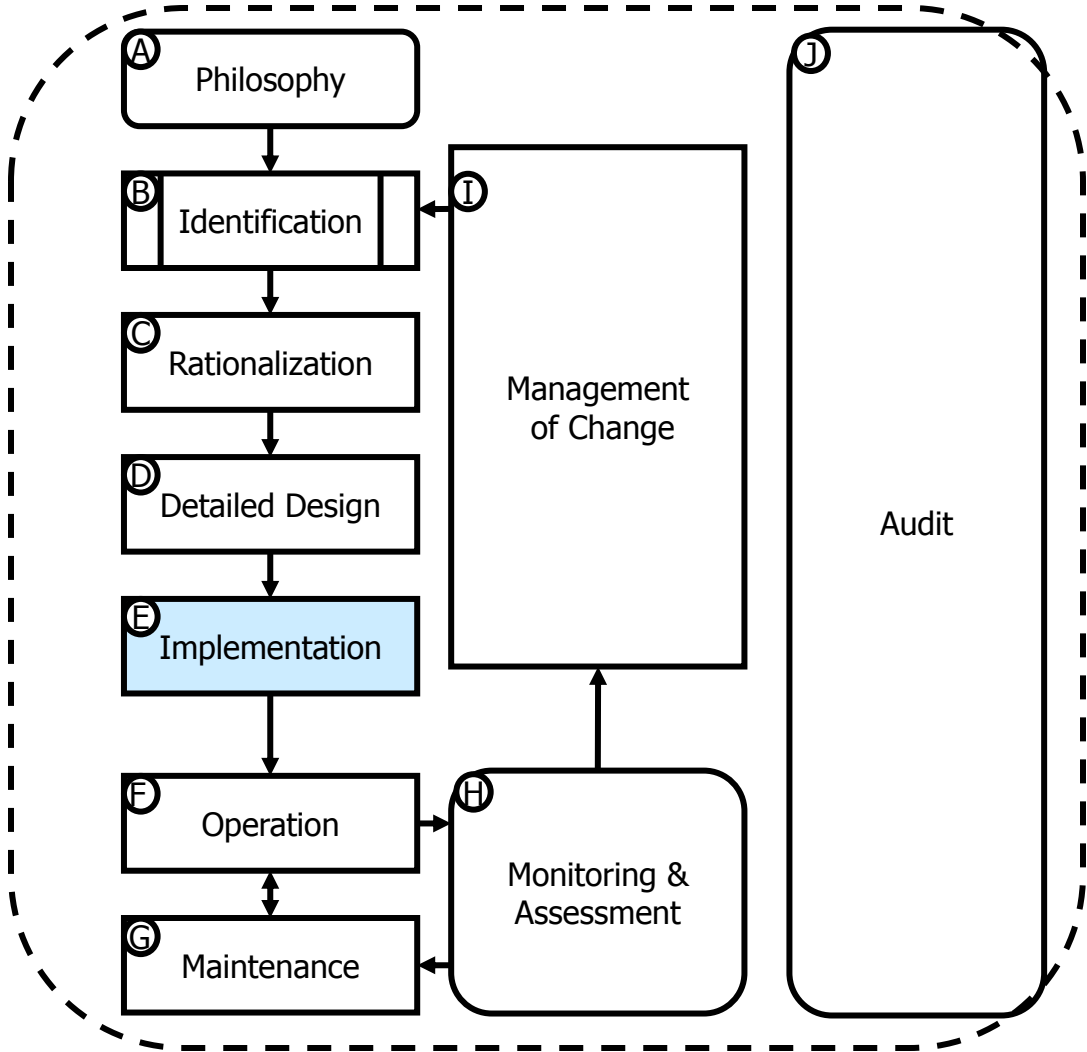 A
Philosophy
B
Identification
C
Rationalization
D
Detailed Design
E
Implementation
F
Operation
G
Maintenance
I
Management
of Change
H
Monitoring &
Assessment
J
Audit